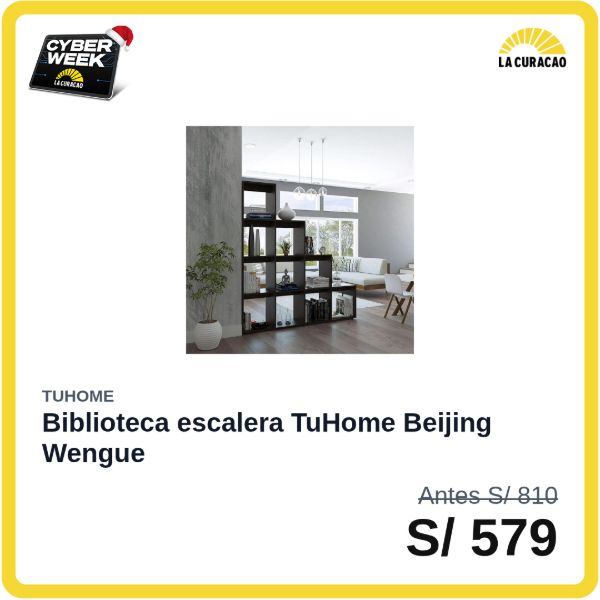 CYBER
WEEK
LA CURACAO
LA CURACAO
TUHOME
Biblioteca escalera TuHome Beijing
Wengue
Antes S/ 810
S/ 579